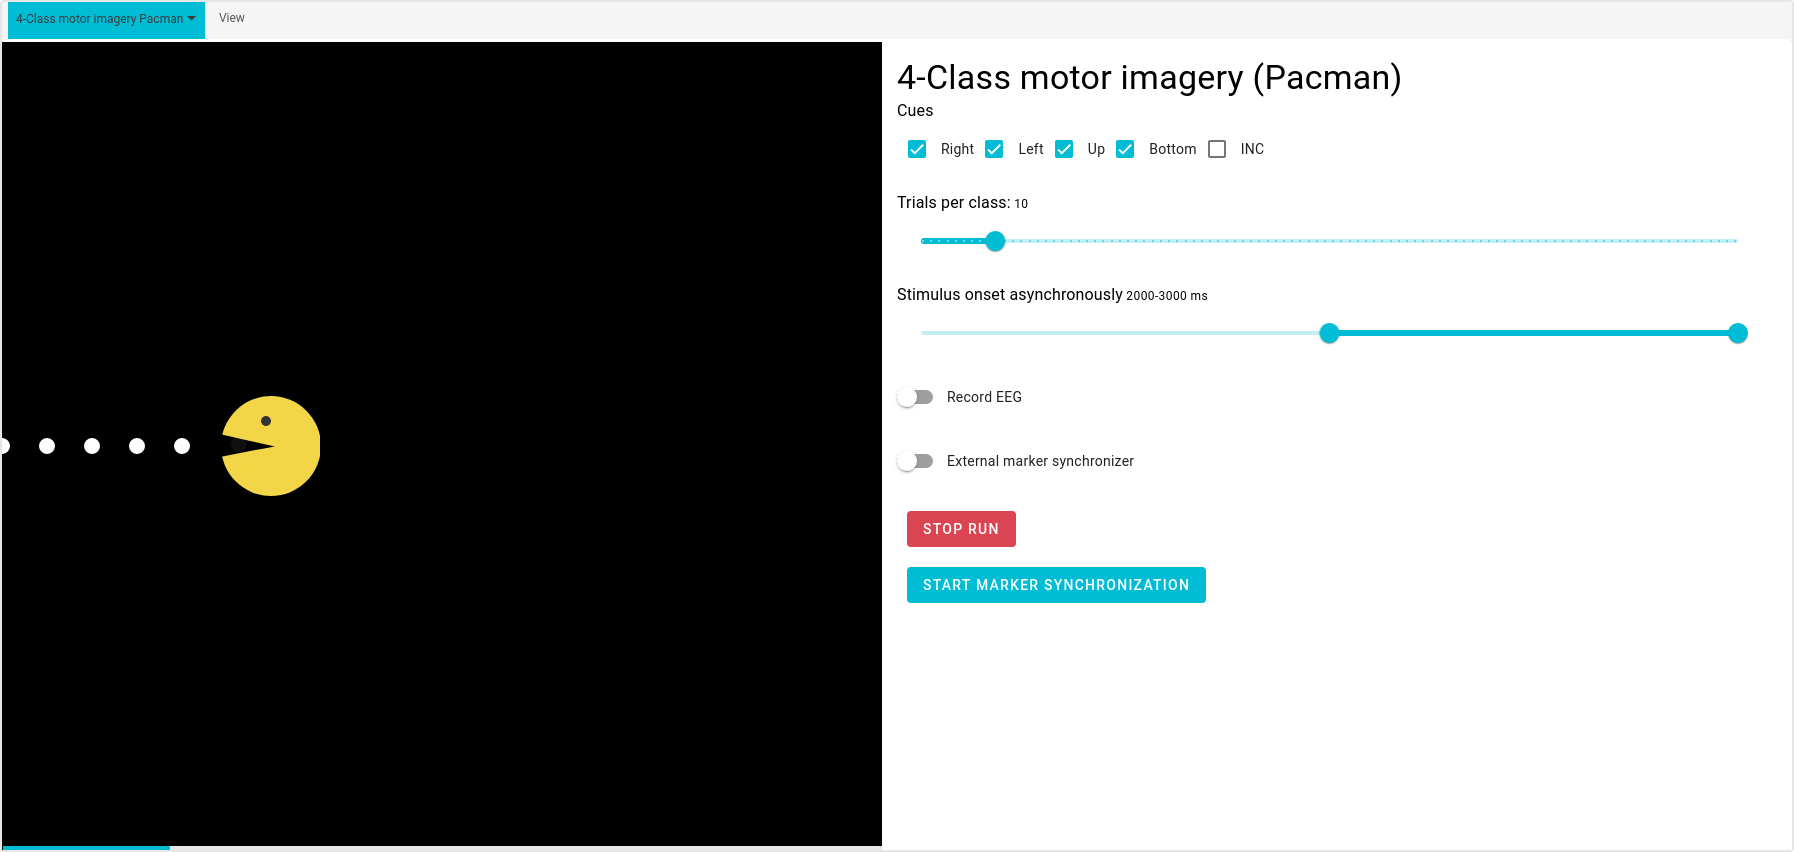 4-Class motor imagery Pacman View
4-Class motor imagery (Pacman)
Cues
Right Left Up Bottom INC
Trials per class: 10
Stimulus onset asynchronously 2000-3000 ms
Record EEG
External marker synchronizer
STOP RUN
START MARKER SYNCHRONIZATION